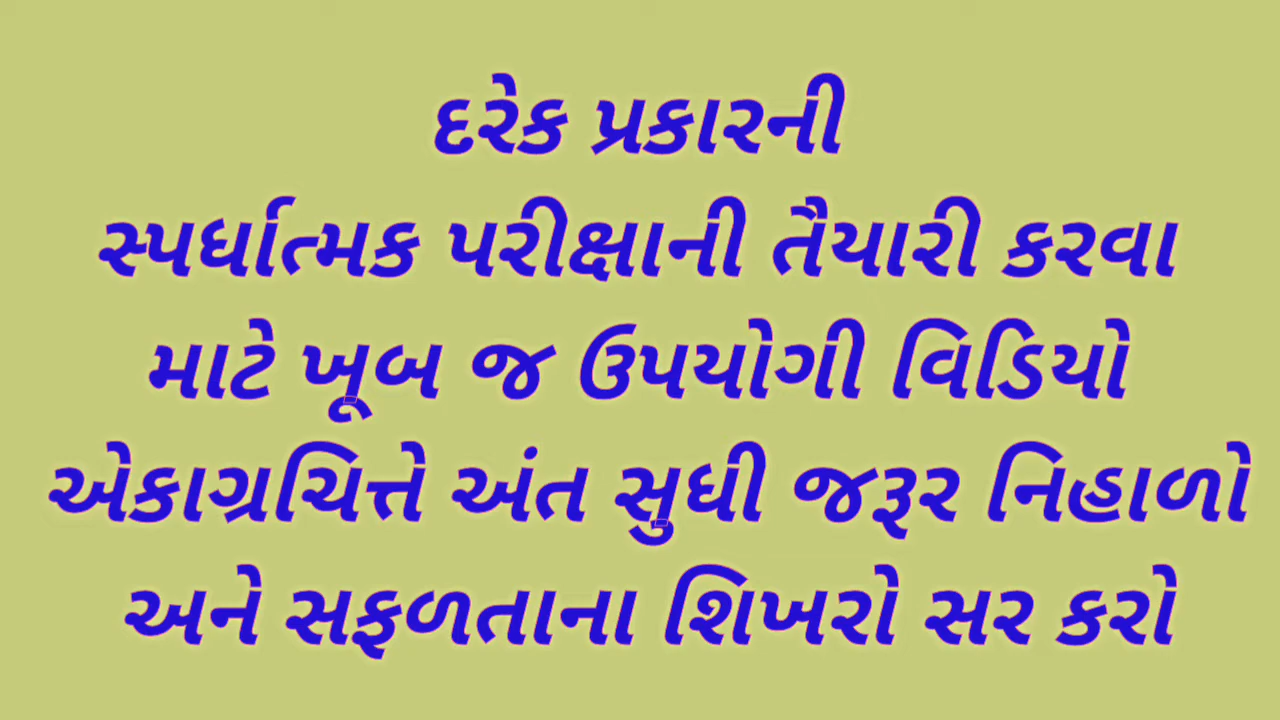 દરેક પ્રકારની
સ્પર્ધાત્મક પરીક્ષાની તૈયારી કરવા
માટે ખૂબ જ ઉપયોગી વિડિયો
એકાગ્રચિત્તે અંત સુધી જરૂર નિહાળો
અને સફળતાના શિખરો સર કરો